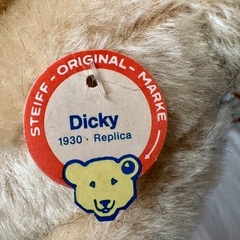 STEIFF - ORIGINAL - MARKE
Dicky
1930 · Replica